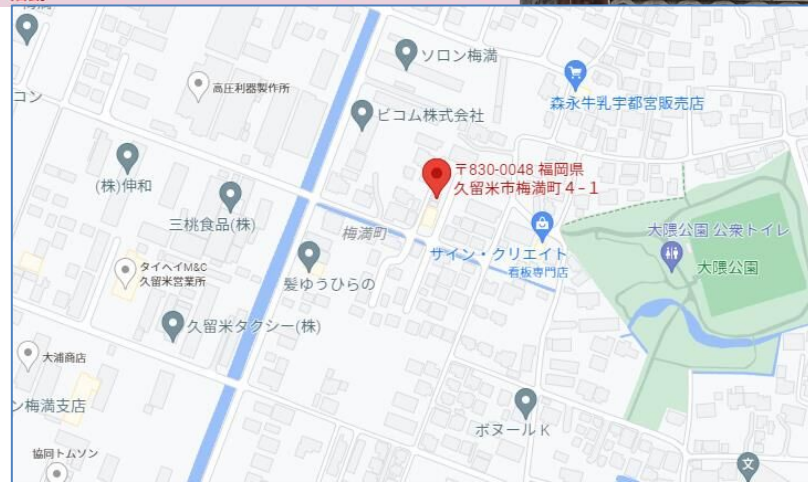 ソロン梅満
高圧利器製作所
森永牛乳宇都宮販売店
コン
ビコム株式会社
〒830-0048 福岡県
久留米市梅満町4-1
(株)伸和
三桃食品(株)
梅満町
サイン・クリエイト
看板専門店
大隈公園 公衆トイレ
大隈公園
タイヘイM&C
久留米営業所
髪ゆうひらの
久留米タクシー(株)
大浦商店
ン梅満支店
ボヌールK
協同トムソン
文